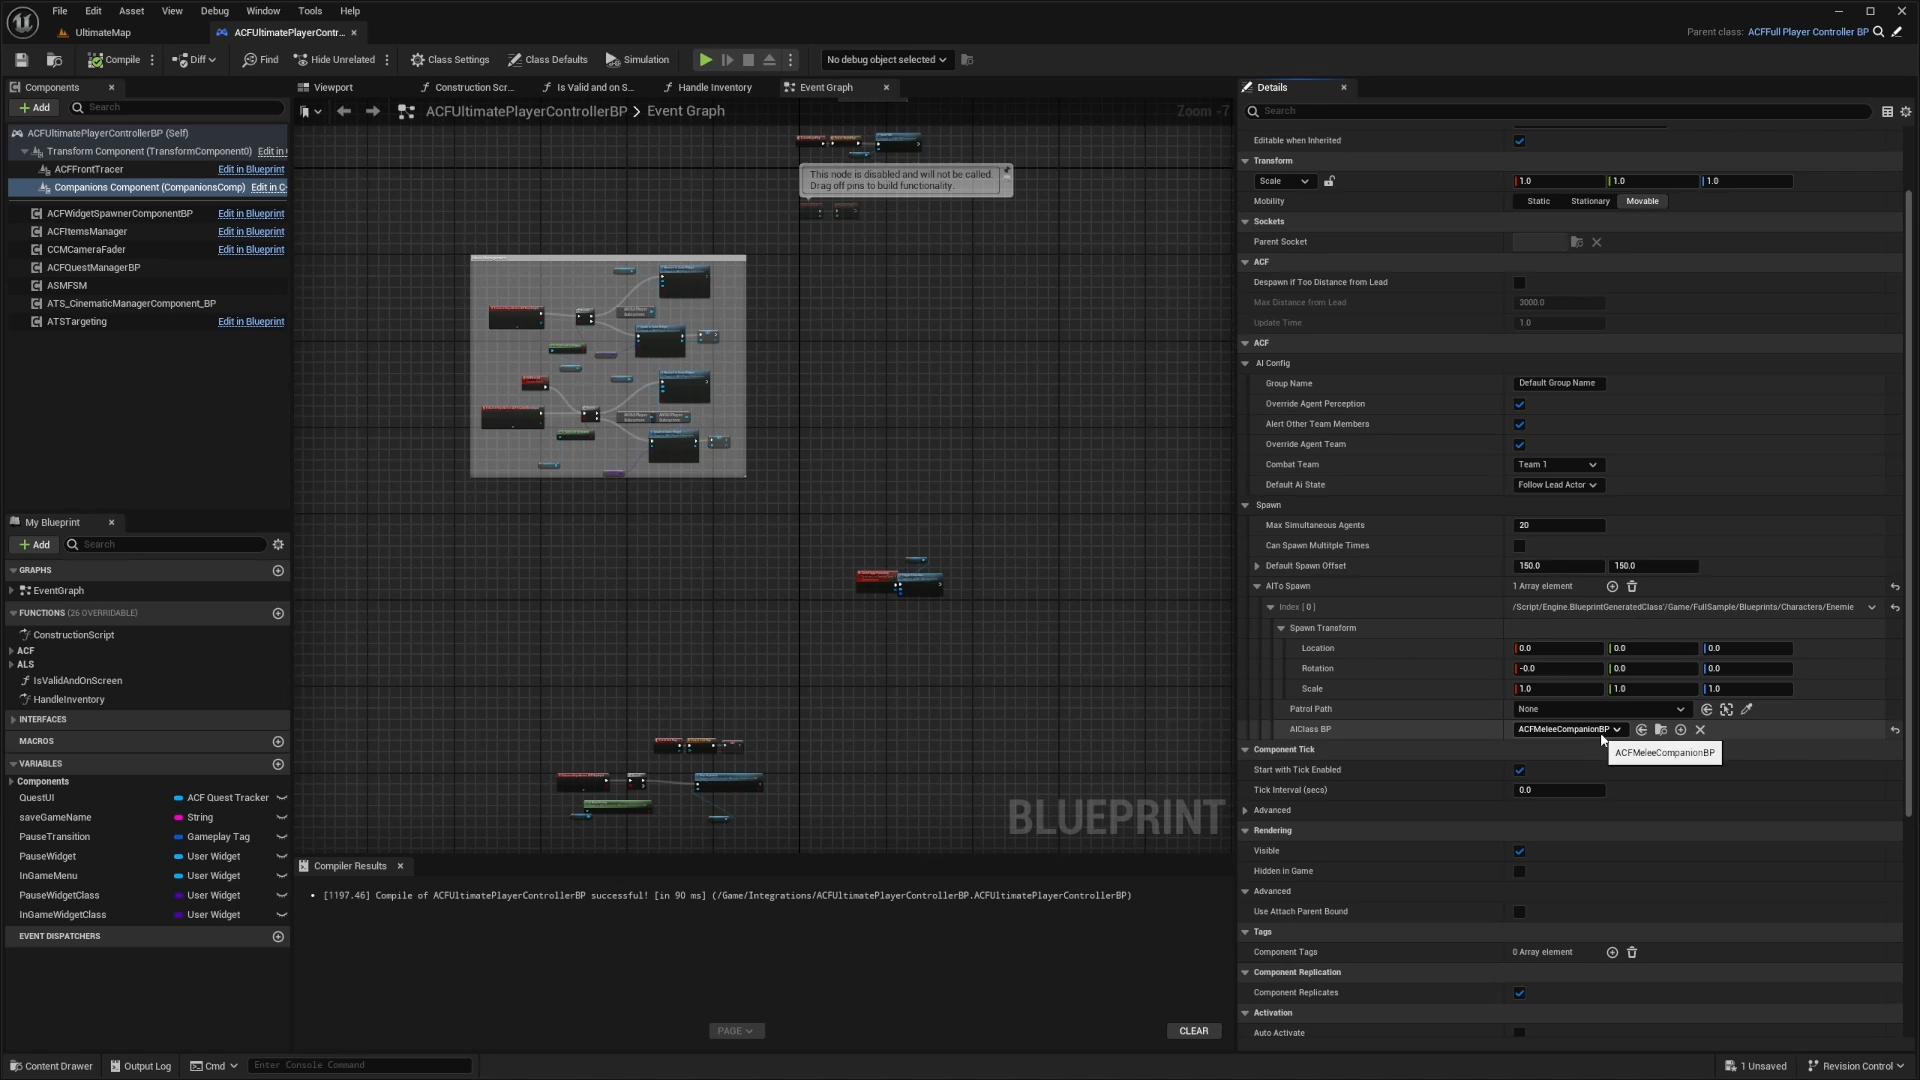 File Edit Asset View Debug Window Tools Help
UltimateMap
ACFUltimatePlayerContr...
Parent class: ACFFull Player Controller BP
Compile Diff Find Hide Unrelated Class Settings Class Defaults Simulation No debug object selected
Components
Add Search
ACFUltimatePlayerControllerBP (Self)
Transform Component (TransformComponent0) Edit in
ACFFrontTracer Edit in Blueprint
Companions Component (CompanionsComp) Edit in C
ACFWidgetSpawnerComponentBP Edit in Blueprint
ACFItemsManager Edit in Blueprint
CCMCameraFader Edit in Blueprint
ACFQuestManagerBP
ASMFSM
ATS_CinematicManagerComponent_BP
ATSTargeting Edit in Blueprint
My Blueprint
Add Search
GRAPHS
EventGraph
FUNCTIONS (26 OVERRIDABLE)
ConstructionScript
ACF
ALS
IsValidAndOnScreen
HandleInventory
INTERFACES
MACROS
VARIABLES
Components
QuestUI ACF Quest Tracker
saveGameName String
PauseTransition Gameplay Tag
PauseWidget User Widget
InGameMenu User Widget
PauseWidgetClass User Widget
InGameWidgetClass User Widget
EVENT DISPATCHERS
Viewport Construction Scr... Is Valid and on S... Handle Inventory Event Graph
ACFUltimatePlayerControllerBP > Event Graph
Zoom -7
This node is disabled and will not be called.
Drag off pins to build functionality.
BLUEPRINT
Compiler Results
[1197.46] Compile of ACFUltimatePlayerControllerBP successful! [in 90 ms] (/Game/Integrations/ACFUltimatePlayerControllerBP.ACFUltimatePlayerControllerBP)
PAGE
CLEAR
Details
Search
Editable when Inherited
Transform
Scale 1.0 1.0 1.0
Mobility Static Stationary Movable
Sockets
Parent Socket
ACF
Despawn if Too Distance from Lead
Max Distance from Lead 3000.0
Update Time 1.0
ACF
AI Config
Group Name Default Group Name
Override Agent Perception
Alert Other Team Members
Override Agent Team
Combat Team Team 1
Default Ai State Follow Lead Actor
Spawn
Max Simultaneous Agents 20
Can Spawn Multiple Times
Default Spawn Offset 150.0 150.0
AITo Spawn 1 Array element
Index [ 0 ] /Script/Engine.BlueprintGeneratedClass'/Game/FullSample/Blueprints/Characters/Enemie
Spawn Transform
Location 0.0 0.0 0.0
Rotation -0.0 0.0 0.0
Scale 1.0 1.0 1.0
Patrol Path None
AIClass BP ACFMeleeCompanionBP
ACFMeleeCompanionBP
Component Tick
Start with Tick Enabled
Tick Interval (secs) 0.0
Advanced
Rendering
Visible
Hidden in Game
Advanced
Use Attach Parent Bound
Tags
Component Tags 0 Array element
Component Replication
Component Replicates
Activation
Auto Activate
Content Drawer Output Log Cmd Enter Console Command 1 Unsaved Revision Control